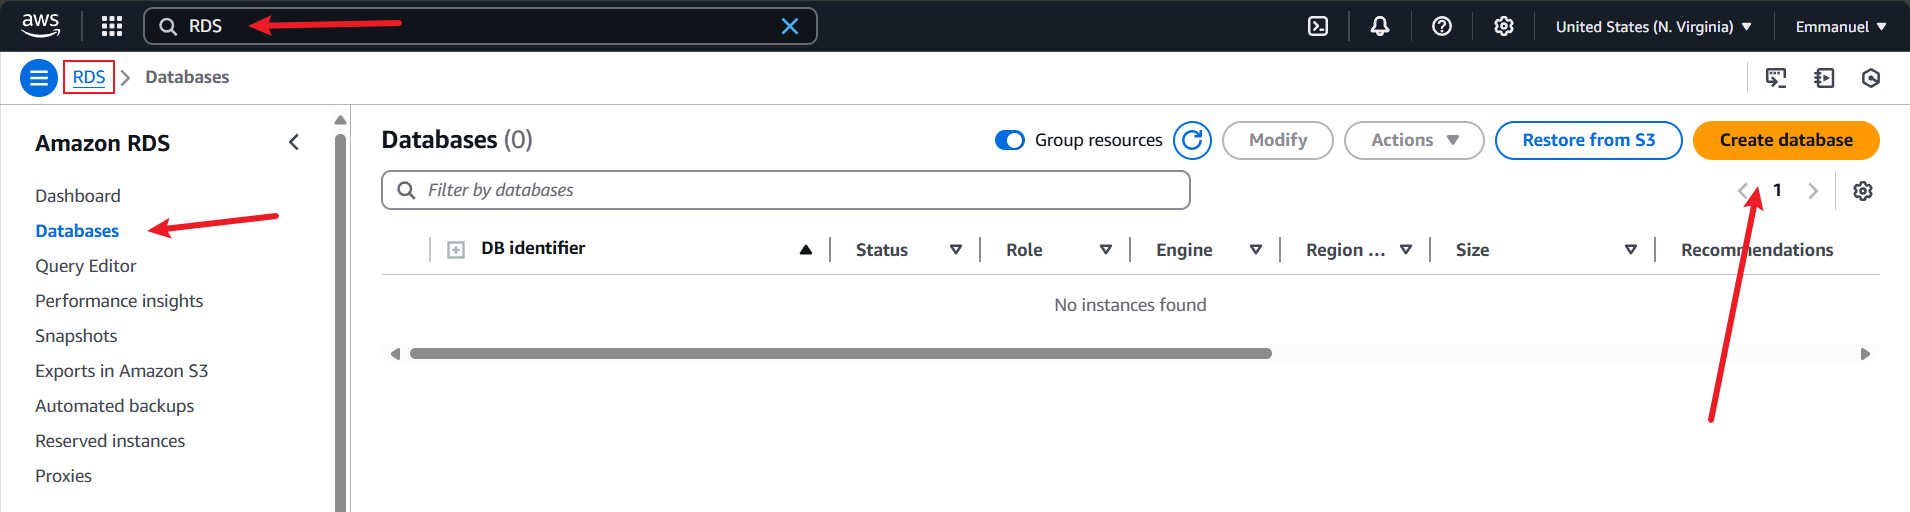 aws RDS United States (N. Virginia) Emmanuel
RDS Databases
Amazon RDS
Dashboard
Databases
Query Editor
Performance insights
Snapshots
Exports in Amazon S3
Automated backups
Reserved instances
Proxies
Databases (0) Group resources Modify Actions Restore from S3 Create database
Filter by databases 1
DB identifier Status Role Engine Region ... Size Recommendations
No instances found